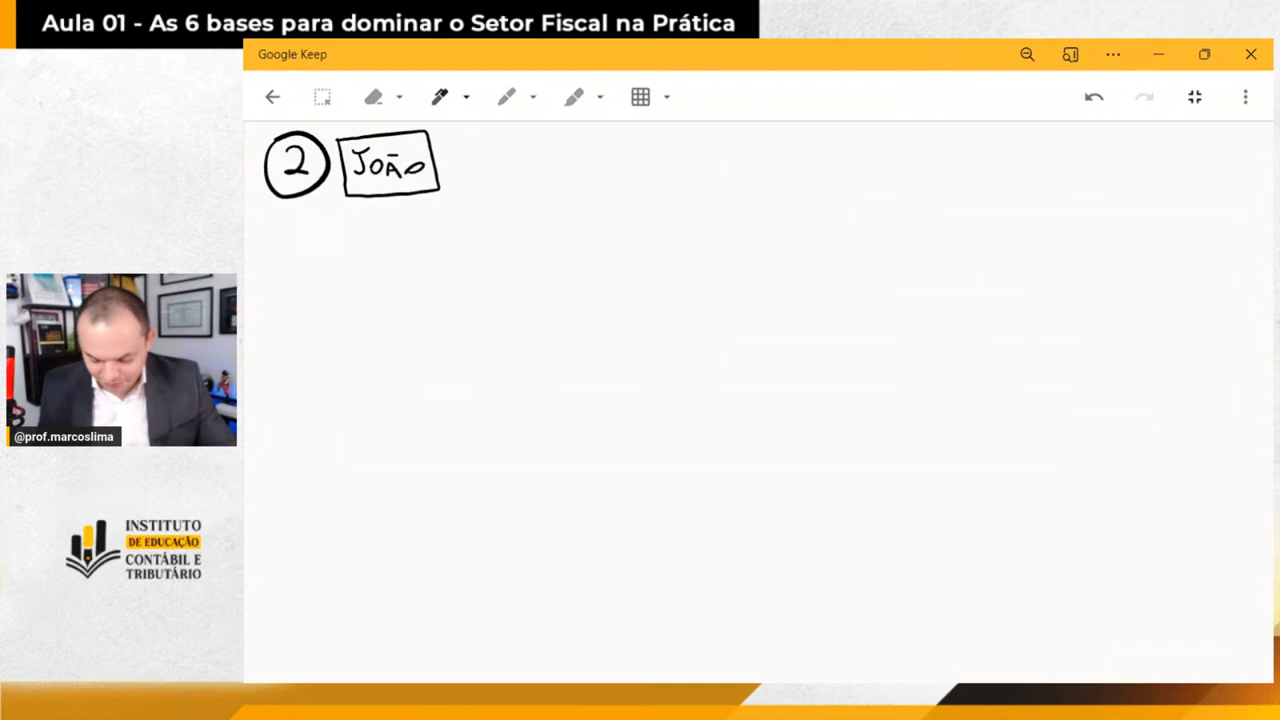 Aula 01 - As 6 bases para dominar o Setor Fiscal na Prática
Google Keep
2 JOÃO
@prof.marcoslima
INSTITUTO
DE EDUCAÇÃO
CONTÁBIL E
TRIBUTÁRIO